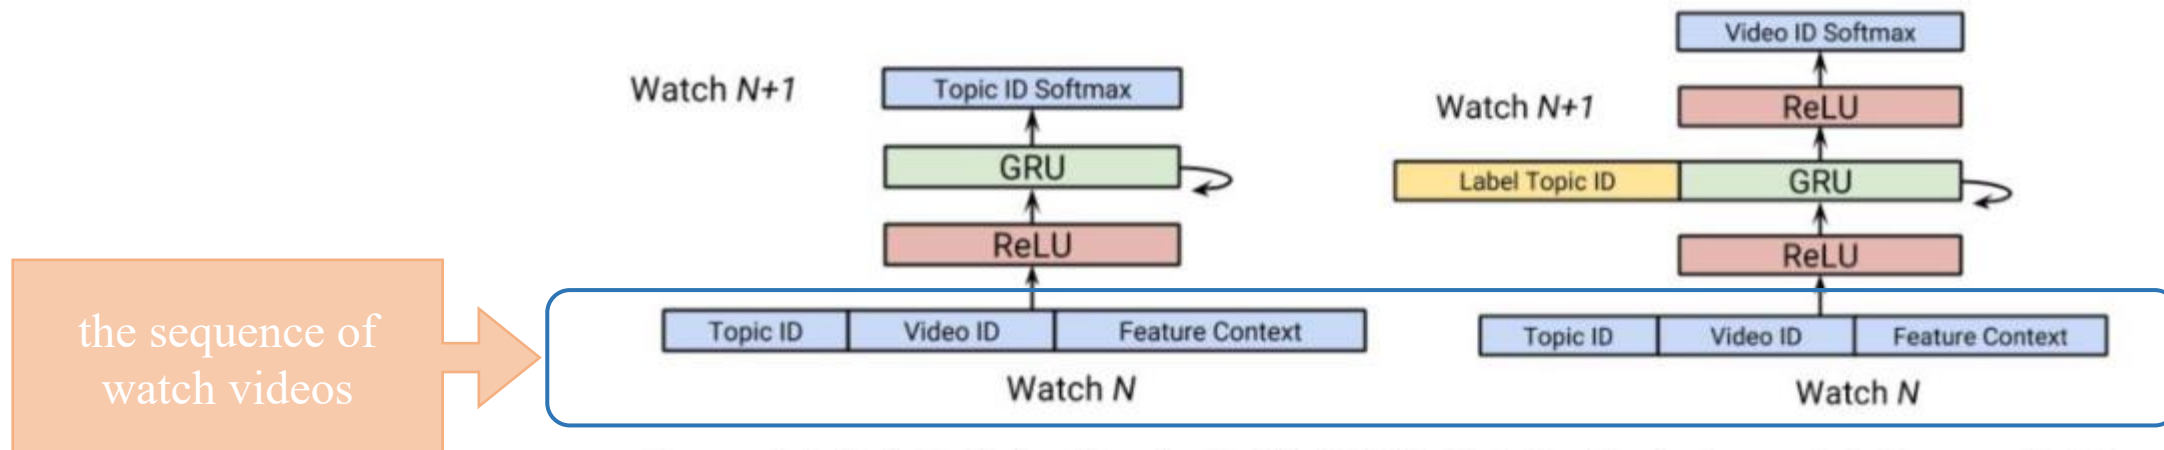 the sequence of
watch videos
Watch N+1
Topic ID Softmax
GRU
ReLU
Topic ID
Video ID
Feature Context
Watch N
Video ID Softmax
Watch N+1
ReLU
Label Topic ID
GRU
ReLU
Topic ID
Video ID
Feature Context
Watch N